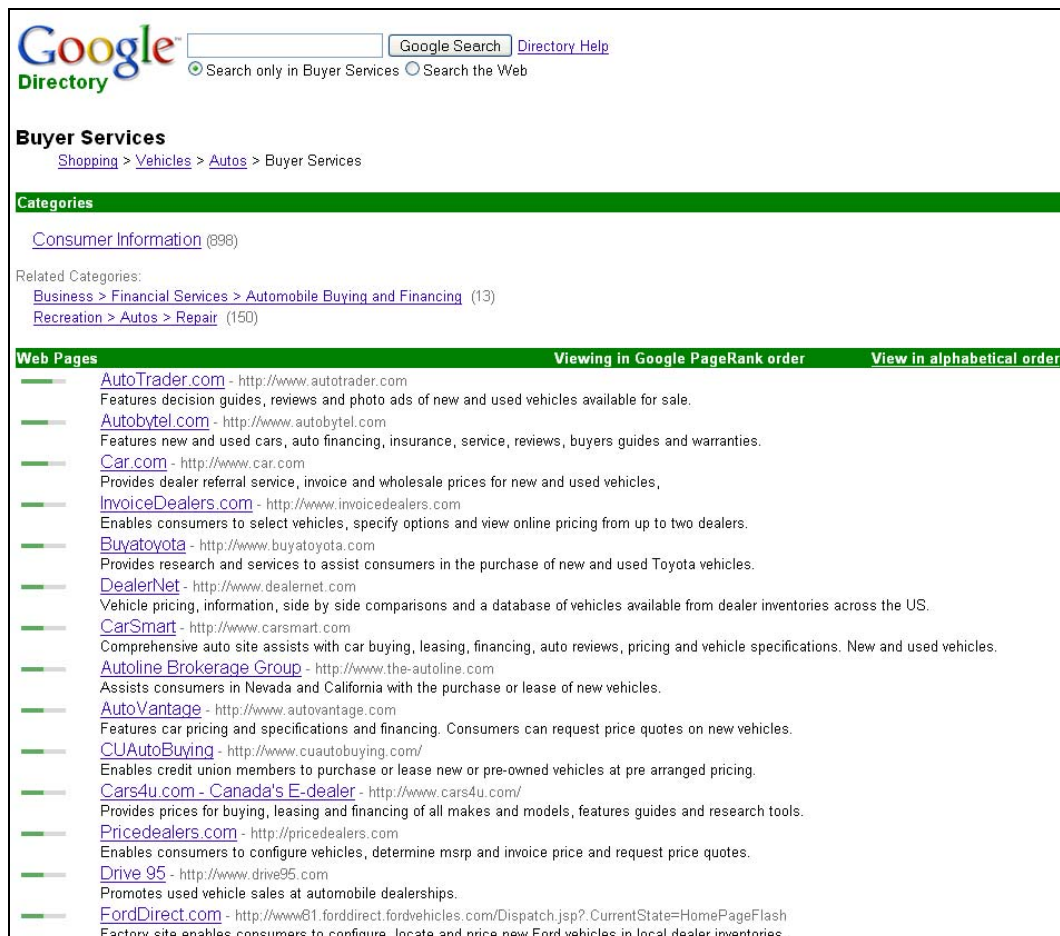 Google™
Directory
Google Search Directory Help
Search only in Buyer Services Search the Web
Buyer Services
Shopping > Vehicles > Autos > Buyer Services
Categories
Consumer Information (898)
Related Categories:
Business > Financial Services > Automobile Buying and Financing (13)
Recreation > Autos > Repair (150)
Web Pages Viewing in Google PageRank order View in alphabetical order
AutoTrader.com - http://www.autotrader.com
Features decision guides, reviews and photo ads of new and used vehicles available for sale.
Autobytel.com - http://www.autobytel.com
Features new and used cars, auto financing, insurance, service, reviews, buyers guides and warranties.
Car.com - http://www.car.com
Provides dealer referral service, invoice and wholesale prices for new and used vehicles,
InvoiceDealers.com - http://www.invoicedealers.com
Enables consumers to select vehicles, specify options and view online pricing from up to two dealers.
Buyatoyota - http://www.buyatoyota.com
Provides research and services to assist consumers in the purchase of new and used Toyota vehicles.
DealerNet - http://www.dealernet.com
Vehicle pricing, information, side by side comparisons and a database of vehicles available from dealer inventories across the US.
CarSmart - http://www.carsmart.com
Comprehensive auto site assists with car buying, leasing, financing, auto reviews, pricing and vehicle specifications. New and used vehicles.
Autoline Brokerage Group - http://www.the-autoline.com
Assists consumers in Nevada and California with the purchase or lease of new vehicles.
AutoVantage - http://www.autovantage.com
Features car pricing and specifications and financing. Consumers can request price quotes on new vehicles.
CUAutoBuying - http://www.cuautobuying.com/
Enables credit union members to purchase or lease new or pre-owned vehicles at pre arranged pricing.
Cars4u.com - Canada's E-dealer - http://www.cars4u.com/
Provides prices for buying, leasing and financing of all makes and models, features guides and research tools.
Pricedealers.com - http://pricedealers.com
Enables consumers to configure vehicles, determine msrp and invoice price and request price quotes.
Drive 95 - http://www.drive95.com
Promotes used vehicle sales at automobile dealerships.
FordDirect.com - http://www81.forddirect.fordvehicles.com/Dispatch.jsp?.CurrentState=HomePageFlash
Factory site enables consumers to configure, locate and price new Ford vehicles in local dealer inventories.